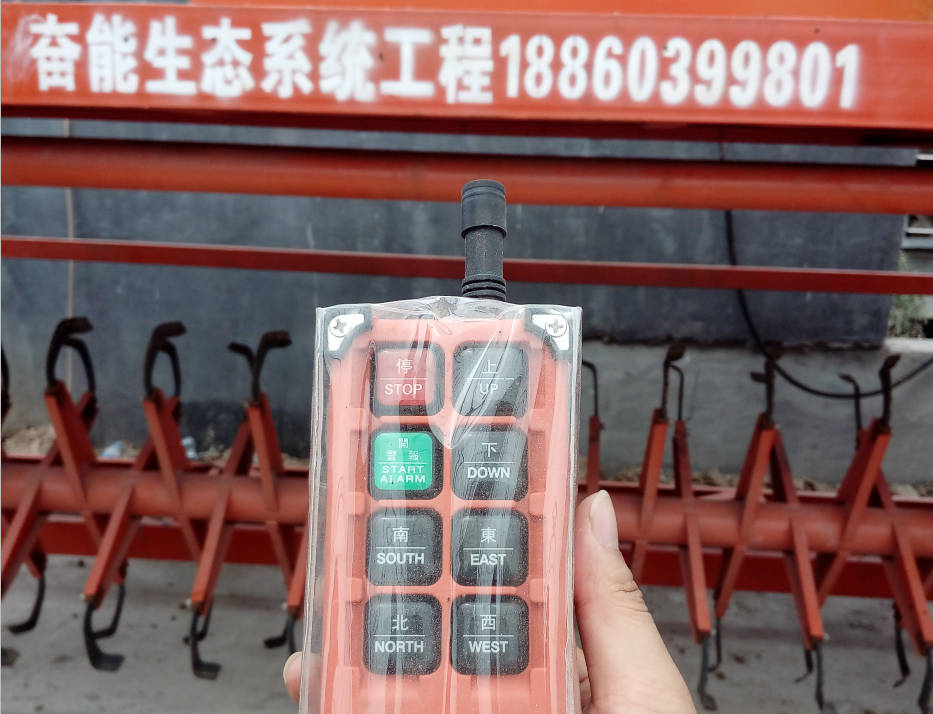 奋能生态系统工程18860399801
停
STOP
上
UP
開
警報
START
ALARM
下
DOWN
南
SOUTH
東
EAST
北
NORTH
西
WEST